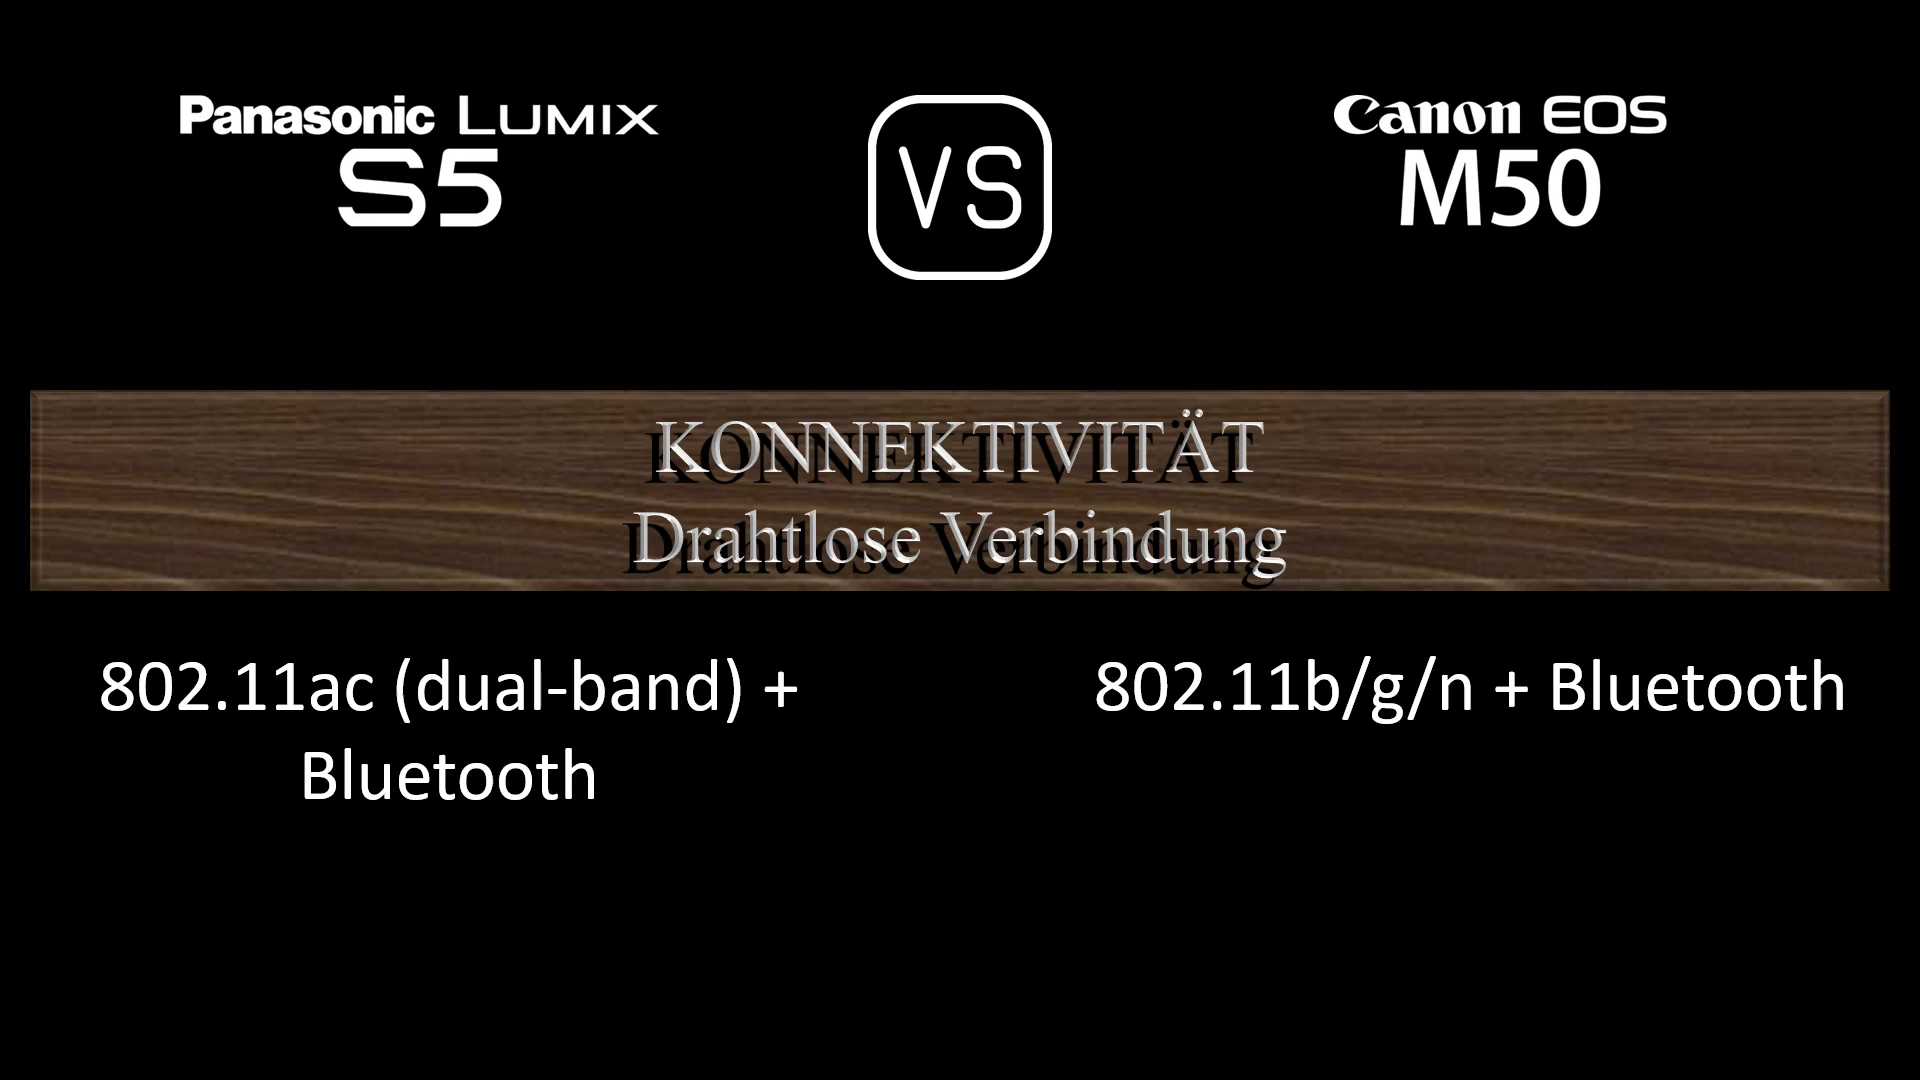 Panasonic LUMIX
S5
VS
Canon EOS
M50
KONNEKTIVITÄT
Drahtlose Verbindung
802.11ac (dual-band) +
Bluetooth
802.11b/g/n + Bluetooth